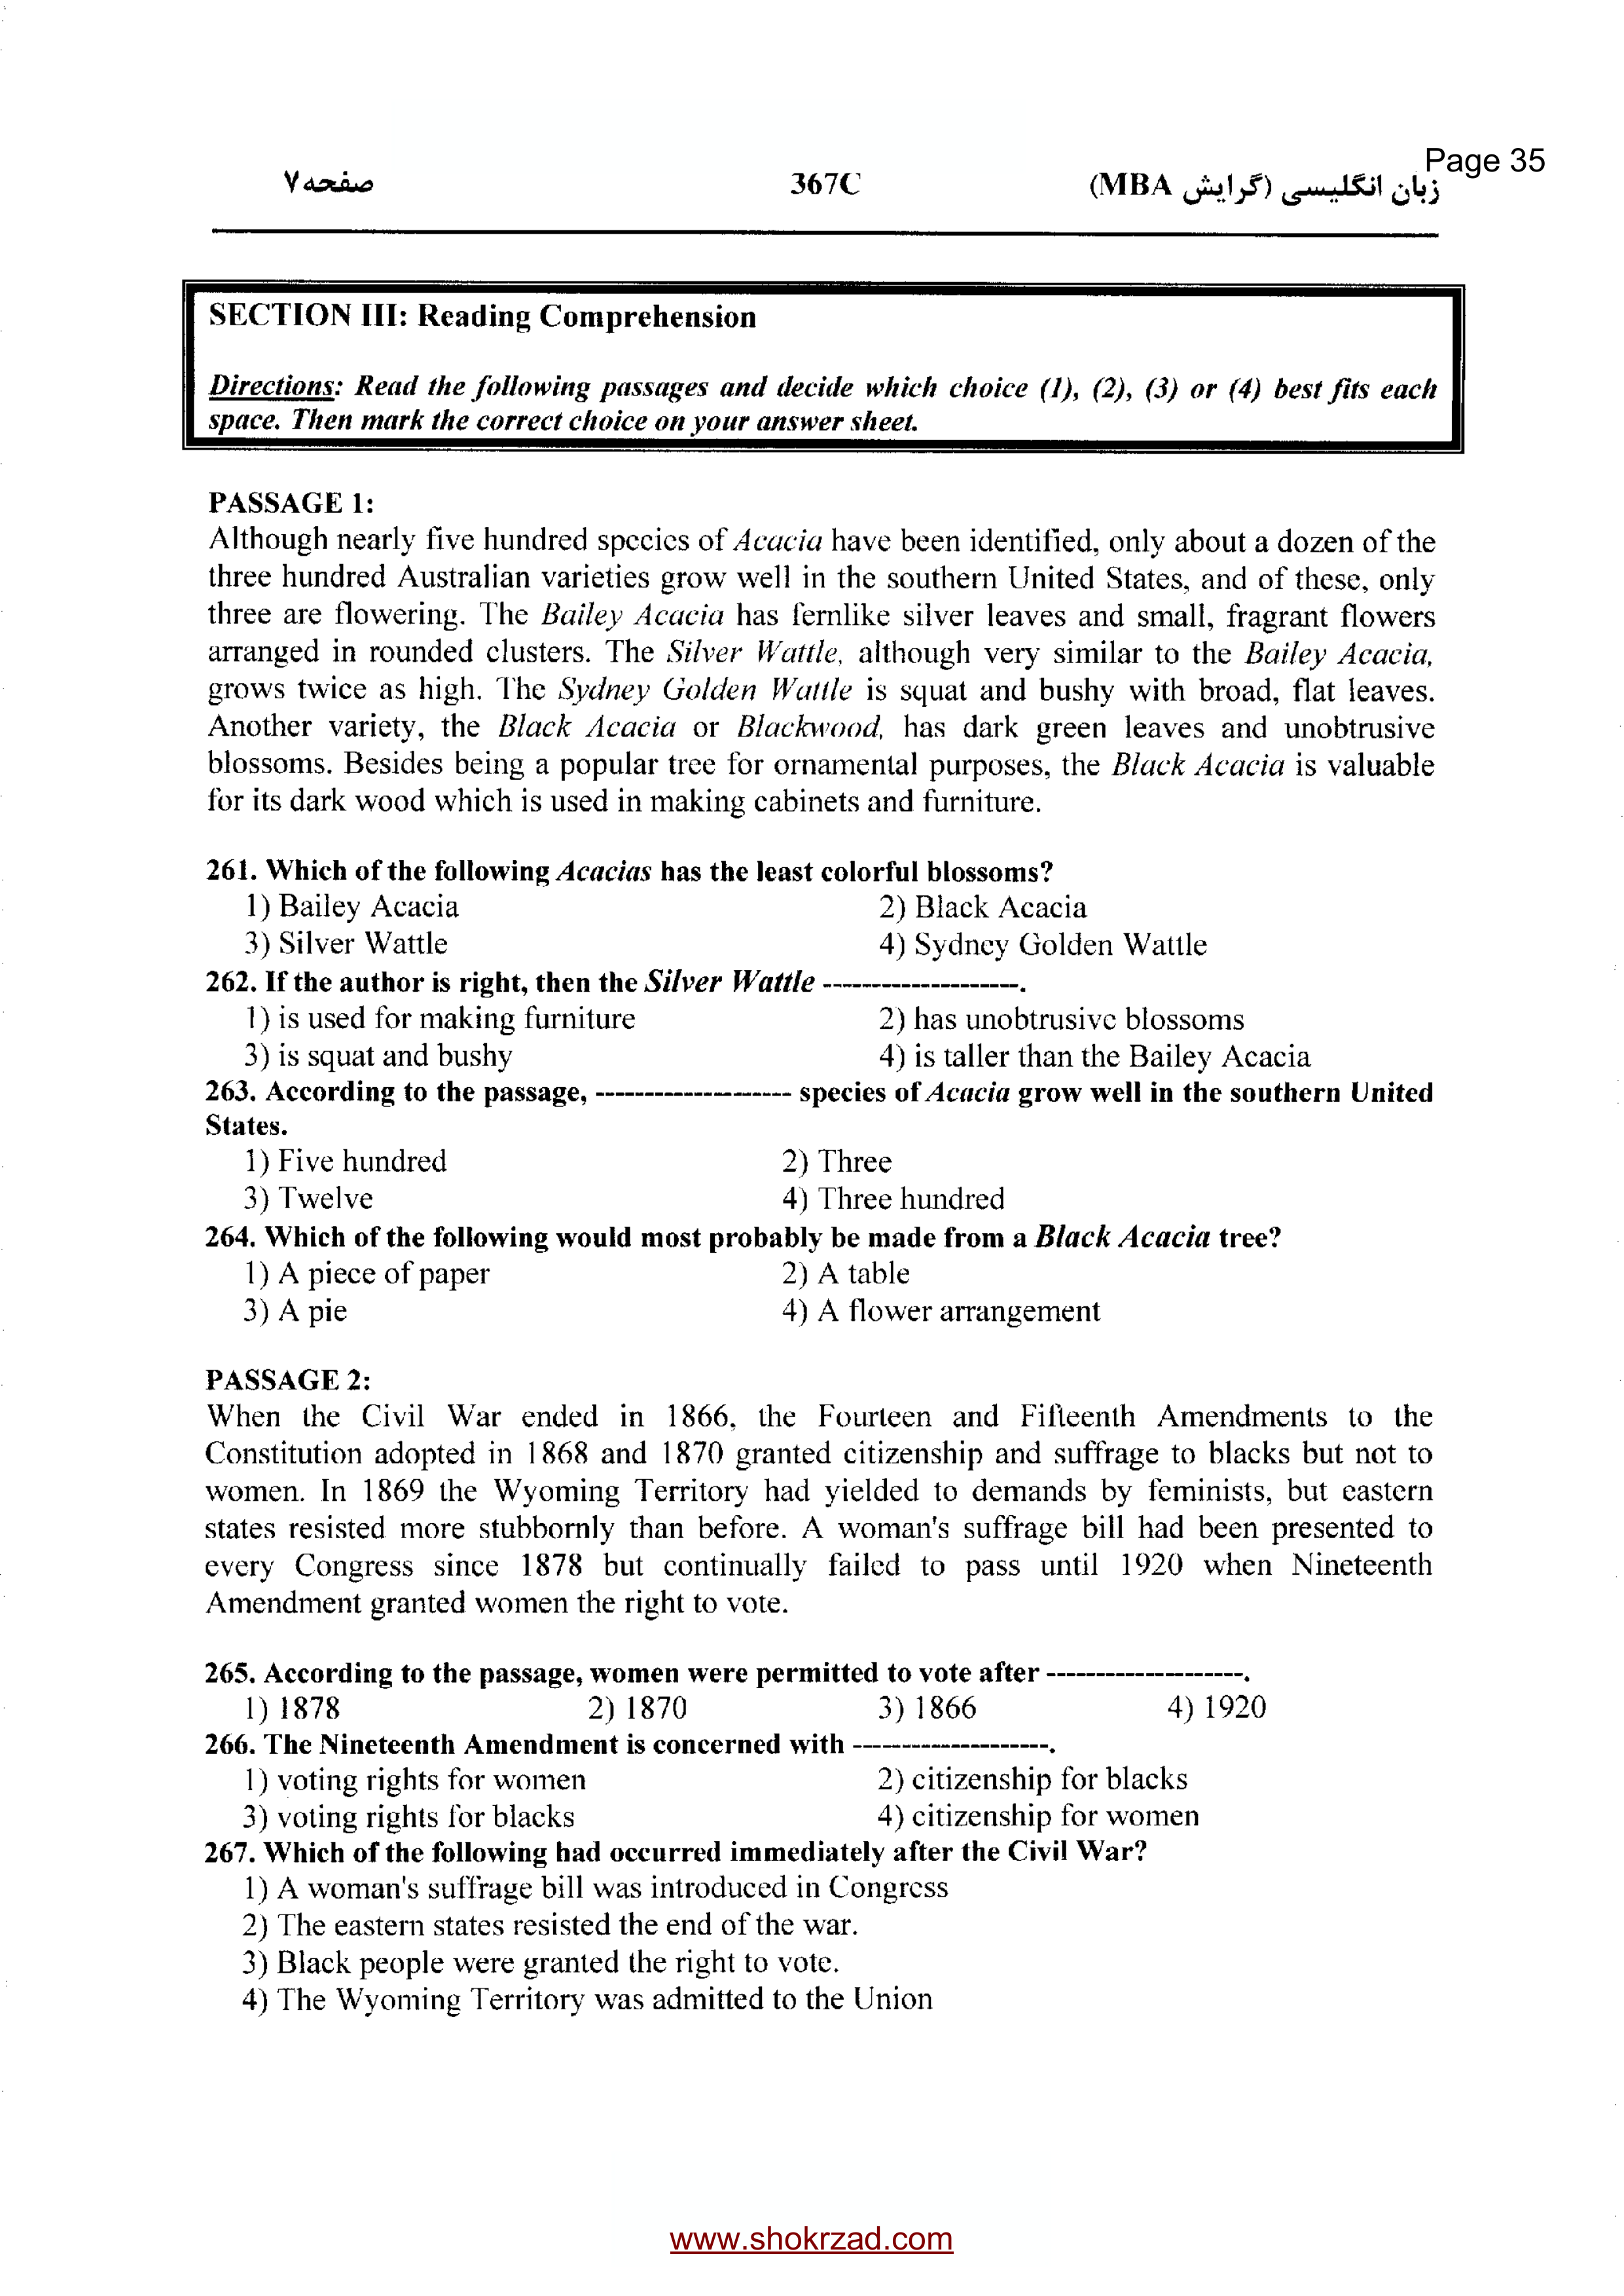 Page 35
زبان انگلیسی (گرایش MBA)
367C
صفحه ۷
SECTION III: Reading Comprehension
Directions: Read the following passages and decide which choice (1), (2), (3) or (4) best fits each
space. Then mark the correct choice on your answer sheet.
PASSAGE 1:
Although nearly five hundred species of Acacia have been identified, only about a dozen of the
three hundred Australian varieties grow well in the southern United States, and of these, only
three are flowering. The Bailey Acacia has fernlike silver leaves and small, fragrant flowers
arranged in rounded clusters. The Silver Wattle, although very similar to the Bailey Acacia,
grows twice as high. The Sydney Golden Wattle is squat and bushy with broad, flat leaves.
Another variety, the Black Acacia or Blackwood, has dark green leaves and unobtrusive
blossoms. Besides being a popular tree for ornamental purposes, the Black Acacia is valuable
for its dark wood which is used in making cabinets and furniture.
261. Which of the following Acacias has the least colorful blossoms?
1) Bailey Acacia 2) Black Acacia
3) Silver Wattle 4) Sydney Golden Wattle
262. If the author is right, then the Silver Wattle --------------------.
1) is used for making furniture 2) has unobtrusive blossoms
3) is squat and bushy 4) is taller than the Bailey Acacia
263. According to the passage, -------------------- species of Acacia grow well in the southern United
States.
1) Five hundred 2) Three
3) Twelve 4) Three hundred
264. Which of the following would most probably be made from a Black Acacia tree?
1) A piece of paper 2) A table
3) A pie 4) A flower arrangement
PASSAGE 2:
When the Civil War ended in 1866, the Fourteen and Fifteenth Amendments to the
Constitution adopted in 1868 and 1870 granted citizenship and suffrage to blacks but not to
women. In 1869 the Wyoming Territory had yielded to demands by feminists, but eastern
states resisted more stubbornly than before. A woman's suffrage bill had been presented to
every Congress since 1878 but continually failed to pass until 1920 when Nineteenth
Amendment granted women the right to vote.
265. According to the passage, women were permitted to vote after --------------------.
1) 1878 2) 1870 3) 1866 4) 1920
266. The Nineteenth Amendment is concerned with --------------------.
1) voting rights for women 2) citizenship for blacks
3) voting rights for blacks 4) citizenship for women
267. Which of the following had occurred immediately after the Civil War?
1) A woman's suffrage bill was introduced in Congress
2) The eastern states resisted the end of the war.
3) Black people were granted the right to vote.
4) The Wyoming Territory was admitted to the Union
www.shokrzad.com